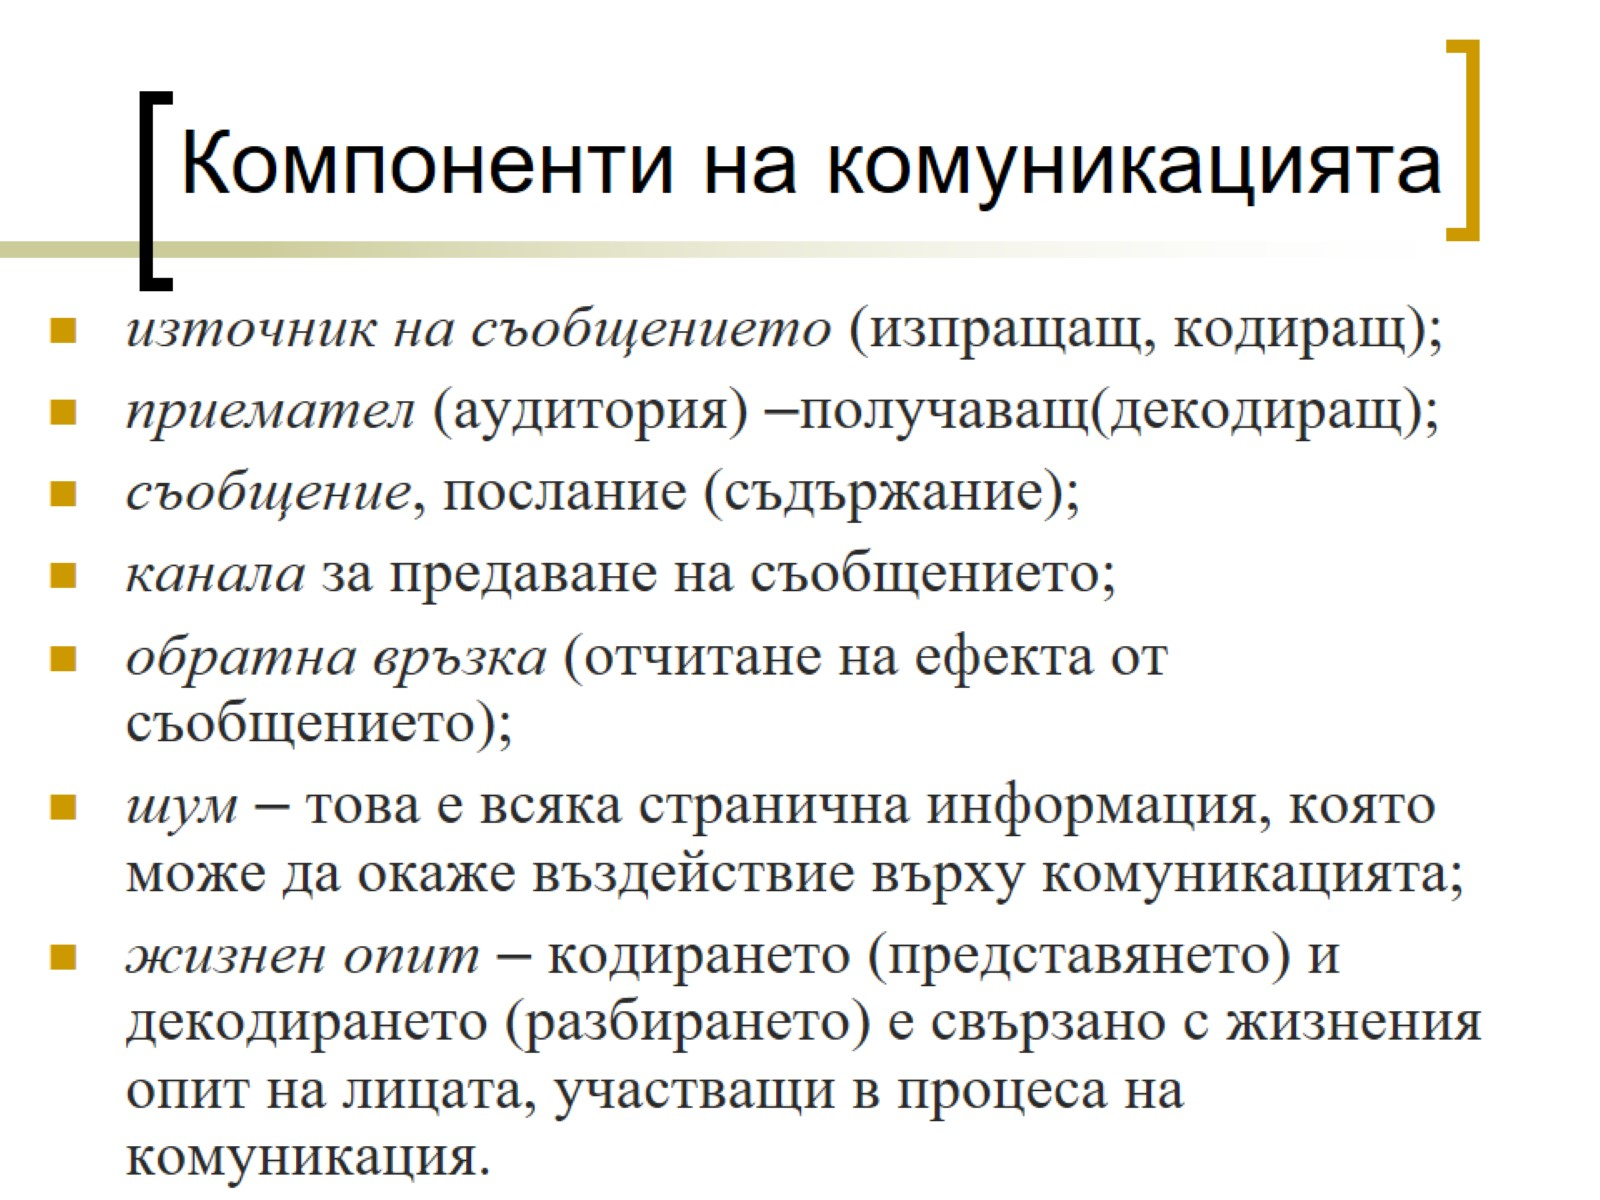 Компоненти на комуникацията
източник на съобщението (изпращащ, кодиращ);
приемател (аудитория) –получаващ(декодиращ);
съобщение, послание (съдържание);
канала за предаване на съобщението;
обратна връзка (отчитане на ефекта от
съобщението);
шум – това е всяка странична информация, която
може да окаже въздействие върху комуникацията;
жизнен опит – кодирането (представянето) и
декодирането (разбирането) е свързано с жизнения
опит на лицата, участващи в процеса на
комуникация.